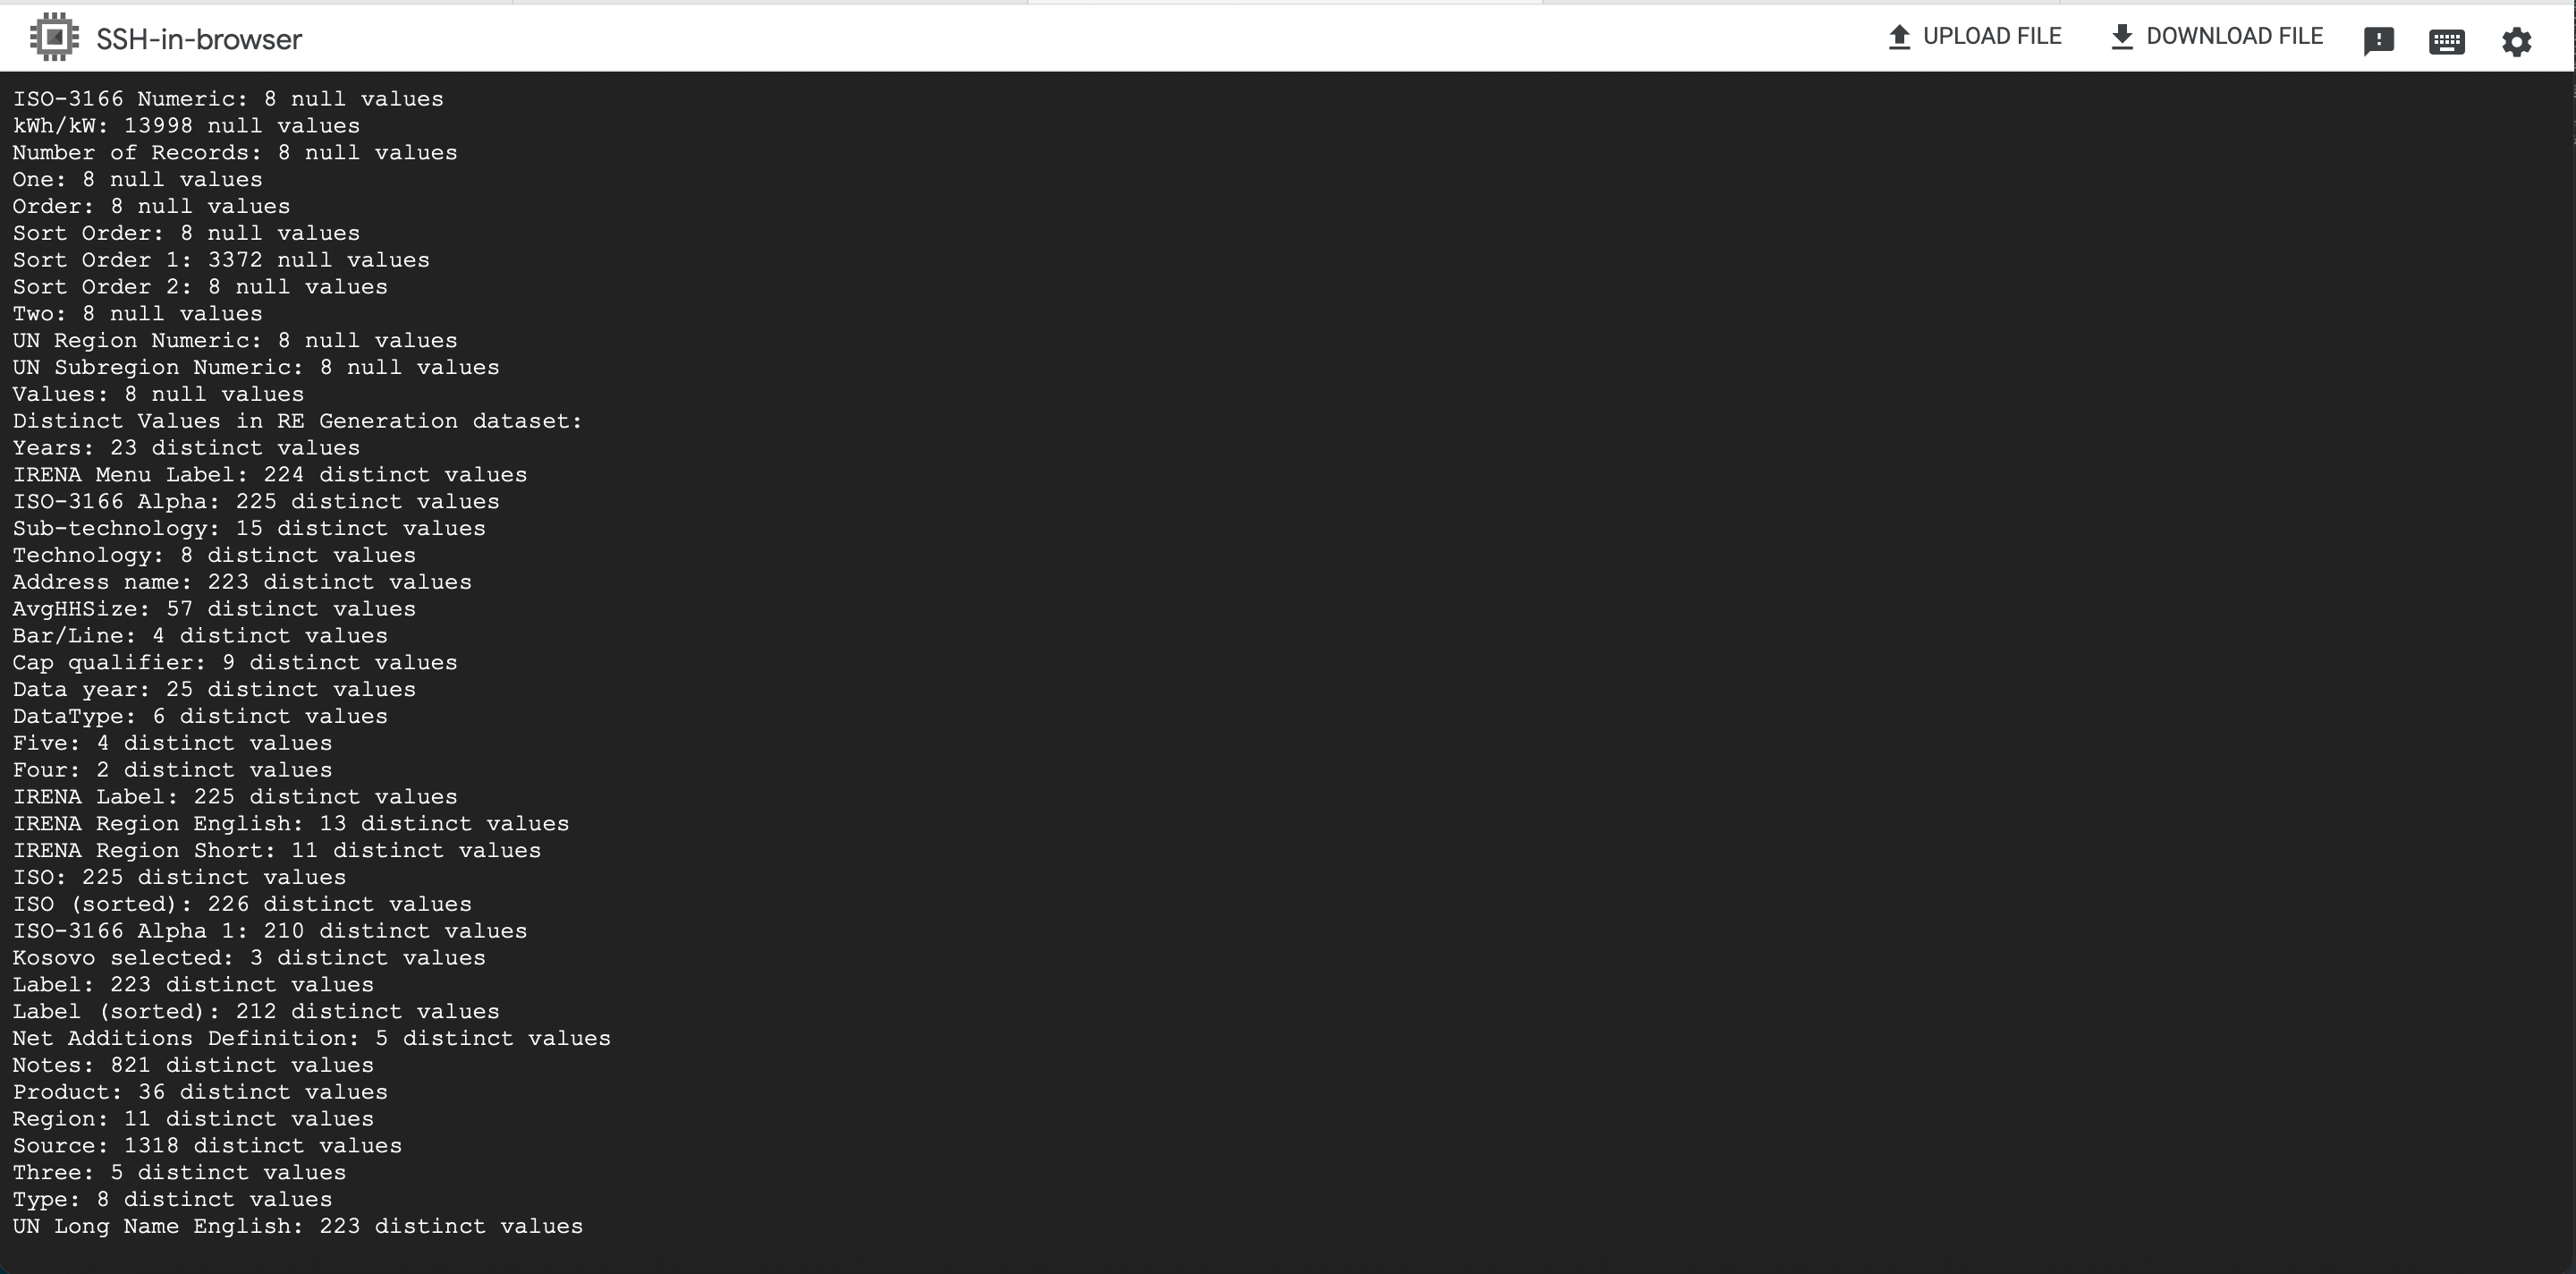 SSH-in-browser
UPLOAD FILE
DOWNLOAD FILE
ISO-3166 Numeric: 8 null values
kWh/kW: 13998 null values
Number of Records: 8 null values
One: 8 null values
Order: 8 null values
Sort Order: 8 null values
Sort Order 1: 3372 null values
Sort Order 2: 8 null values
Two: 8 null values
UN Region Numeric: 8 null values
UN Subregion Numeric: 8 null values
Values: 8 null values
Distinct Values in RE Generation dataset:
Years: 23 distinct values
IRENA Menu Label: 224 distinct values
ISO-3166 Alpha: 225 distinct values
Sub-technology: 15 distinct values
Technology: 8 distinct values
Address name: 223 distinct values
AvgHHSize: 57 distinct values
Bar/Line: 4 distinct values
Cap qualifier: 9 distinct values
Data year: 25 distinct values
DataType: 6 distinct values
Five: 4 distinct values
Four: 2 distinct values
IRENA Label: 225 distinct values
IRENA Region English: 13 distinct values
IRENA Region Short: 11 distinct values
ISO: 225 distinct values
ISO (sorted): 226 distinct values
ISO-3166 Alpha 1: 210 distinct values
Kosovo selected: 3 distinct values
Label: 223 distinct values
Label (sorted): 212 distinct values
Net Additions Definition: 5 distinct values
Notes: 821 distinct values
Product: 36 distinct values
Region: 11 distinct values
Source: 1318 distinct values
Three: 5 distinct values
Type: 8 distinct values
UN Long Name English: 223 distinct values